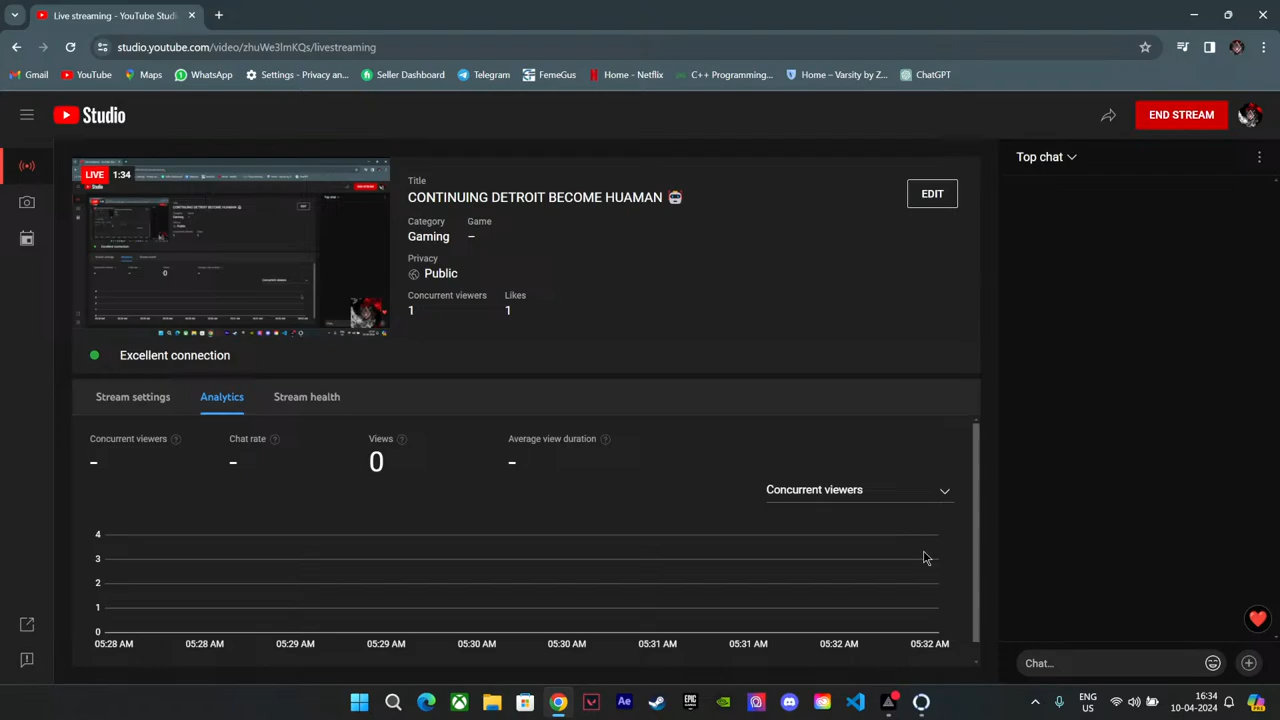 Live streaming - YouTube Studi
studio.youtube.com/video/zhuWe3lmKQs/livestreaming
Gmail YouTube Maps WhatsApp Settings - Privacy an... Seller Dashboard Telegram FemeGus Home - Netflix C++ Programming... Home – Varsity by Z... ChatGPT
Studio
END STREAM
Top chat
LIVE 1:34
Title
CONTINUING DETROIT BECOME HUAMAN
EDIT
Category Game
Gaming –
Privacy
Public
Concurrent viewers Likes
1 1
Excellent connection
Stream settings Analytics Stream health
Concurrent viewers Chat rate Views Average view duration
- - 0 -
Concurrent viewers
4
3
2
1
0
05:28 AM 05:28 AM 05:29 AM 05:29 AM 05:30 AM 05:30 AM 05:31 AM 05:31 AM 05:32 AM 05:32 AM
Chat...
ENG
US
16:34
10-04-2024